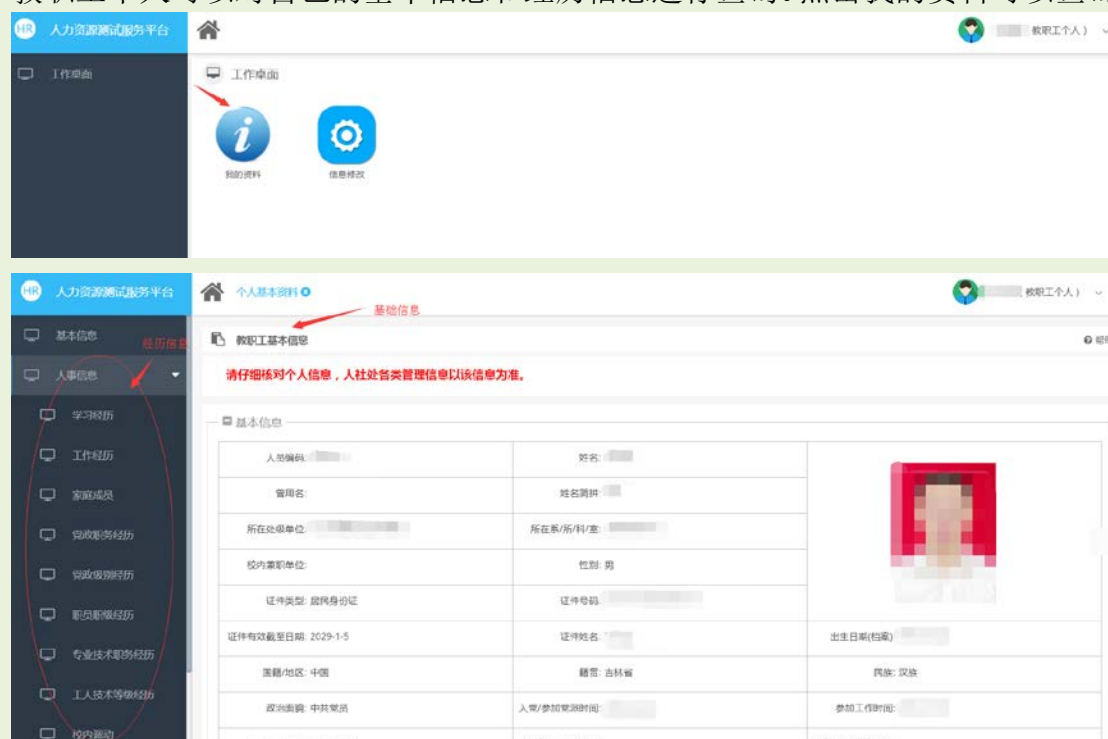 人力资源测试服务平台
教职工个人）
工作桌面
工作桌面
我的资料
信息修改
人力资源测试服务平台
个人基本资料
教职工个人）
基础信息
基本信息
经历信息
教职工基本信息
人事信息
请仔细核对个人信息，人社处各类管理信息以该信息为准。
学习经历
基本信息
工作经历
人员编码:
姓名:
家庭成员
曾用名:
姓名简拼:
党政职务经历
所在处级单位:
所在系/所/科/室:
党政级别经历
校内兼职单位:
性别: 男
职员职级经历
证件类型: 居民身份证
证件号码:
专业技术职务经历
证件有效截至日期: 2029-1-5
证件姓名:
出生日期(档案)
工人技术等级经历
国籍/地区: 中国
籍贯: 吉林省
民族: 汉族
校内调动
政治面貌: 中共党员
入党/参加党派时间:
参加工作时间: